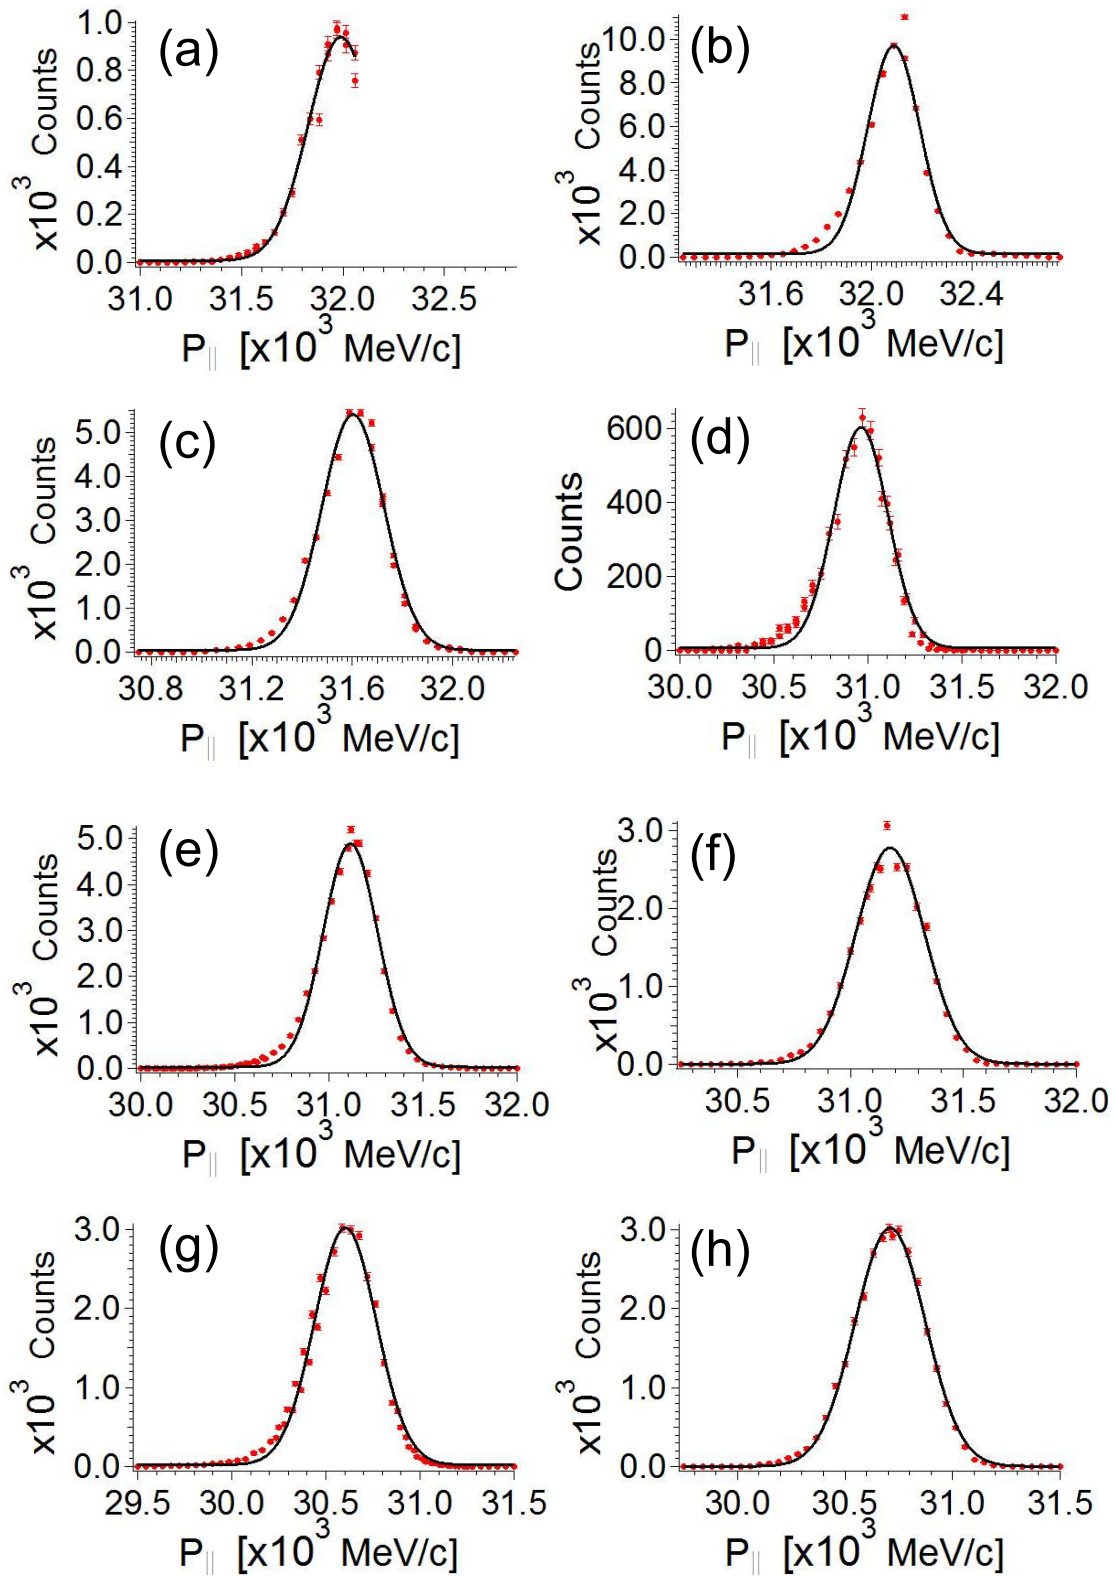 (a)
1.0
0.8
0.6
0.4
0.2
0.0
x10³ Counts
31.0 31.5 32.0 32.5
P|| [x10³ MeV/c]
(b)
10.0
8.0
6.0
4.0
2.0
0.0
x10³ Counts
31.6 32.0 32.4
P|| [x10³ MeV/c]
(c)
5.0
4.0
3.0
2.0
1.0
0.0
x10³ Counts
30.8 31.2 31.6 32.0
P|| [x10³ MeV/c]
(d)
600
400
200
0
Counts
30.0 30.5 31.0 31.5 32.0
P|| [x10³ MeV/c]
(e)
5.0
4.0
3.0
2.0
1.0
0.0
x10³ Counts
30.0 30.5 31.0 31.5 32.0
P|| [x10³ MeV/c]
(f)
3.0
2.0
1.0
0.0
x10³ Counts
30.5 31.0 31.5 32.0
P|| [x10³ MeV/c]
(g)
3.0
2.0
1.0
0.0
x10³ Counts
29.5 30.0 30.5 31.0 31.5
P|| [x10³ MeV/c]
(h)
3.0
2.0
1.0
0.0
x10³ Counts
30.0 30.5 31.0 31.5
P|| [x10³ MeV/c]